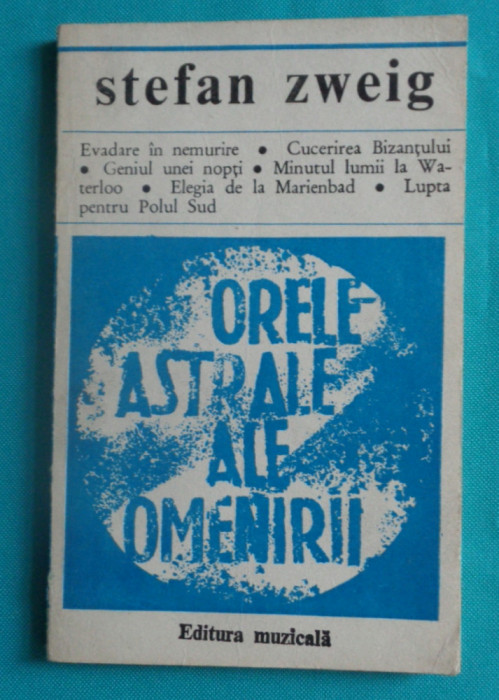 stefan zweig
Evadare în nemurire • Cucerirea Bizanțului
• Geniul unei nopți • Minutul lumii la Wa-
terloo • Elegia de la Marienbad • Lupta
pentru Polul Sud
ORELE
ASTRALE
ALE
OMENIRII
Editura muzicală